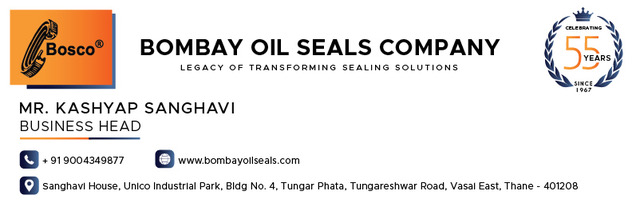 Bosco®
BOMBAY OIL SEALS COMPANY
LEGACY OF TRANSFORMING SEALING SOLUTIONS
CELEBRATING
55 YEARS
SINCE
1967
MR. KASHYAP SANGHAVI
BUSINESS HEAD
+ 91 9004349877 www.bombayoilseals.com
Sanghavi House, Unico Industrial Park, Bldg No. 4, Tungar Phata, Tungareshwar Road, Vasai East, Thane - 401208